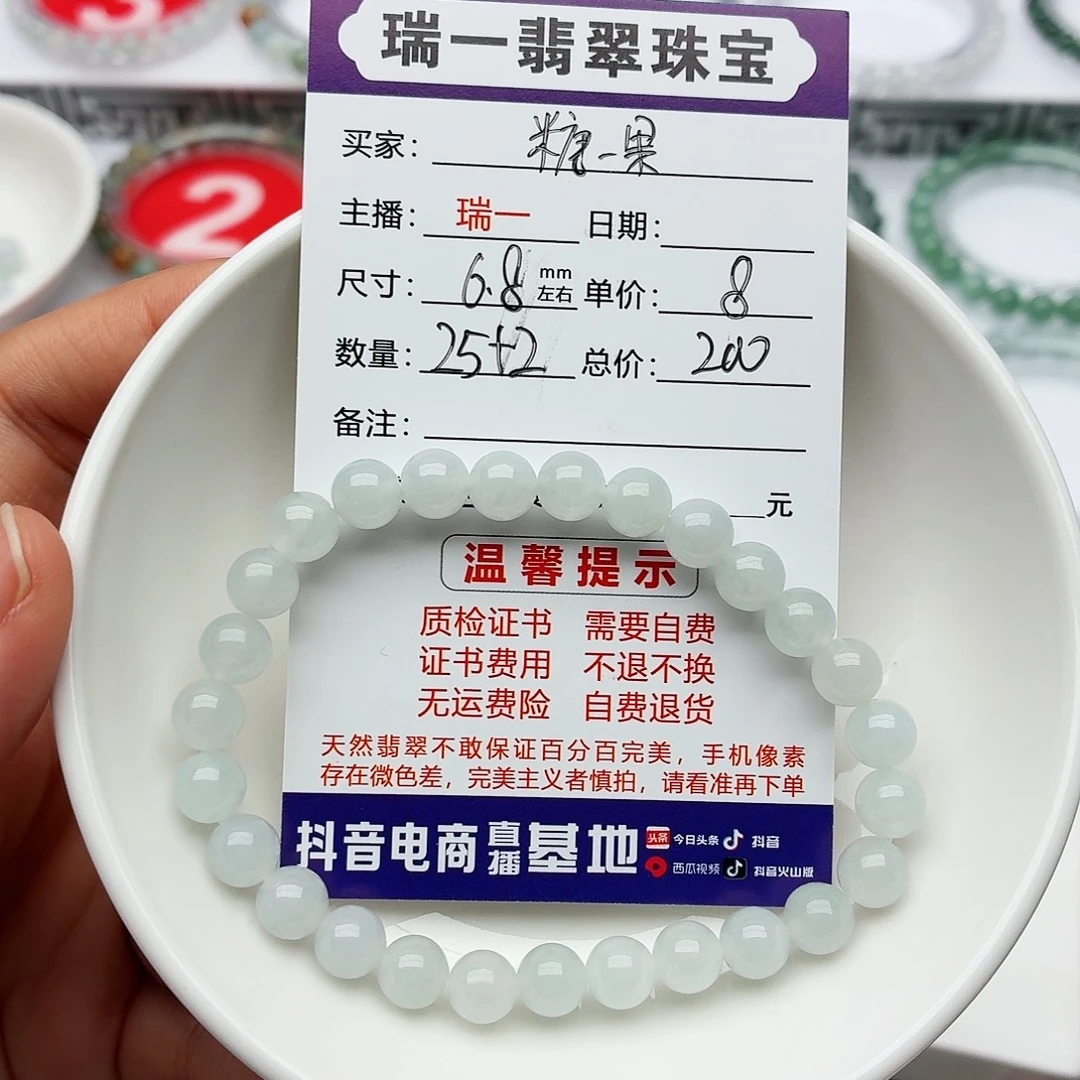 3
瑞一翡翠珠宝
买家：糖一果
主播：瑞一 日期：
尺寸：6.8 mm左右 单价：8
2
数量：25+2 总价：200
备注：
元
温馨提示
质检证书 需要自费
证书费用 不退不换
无运费险 自费退货
天然翡翠不敢保证百分百完美，手机像素
存在微色差，完美主义者慎拍，请看准再下单
抖音电商直播基地 头条 今日头条 抖音
西瓜视频 抖音火山版